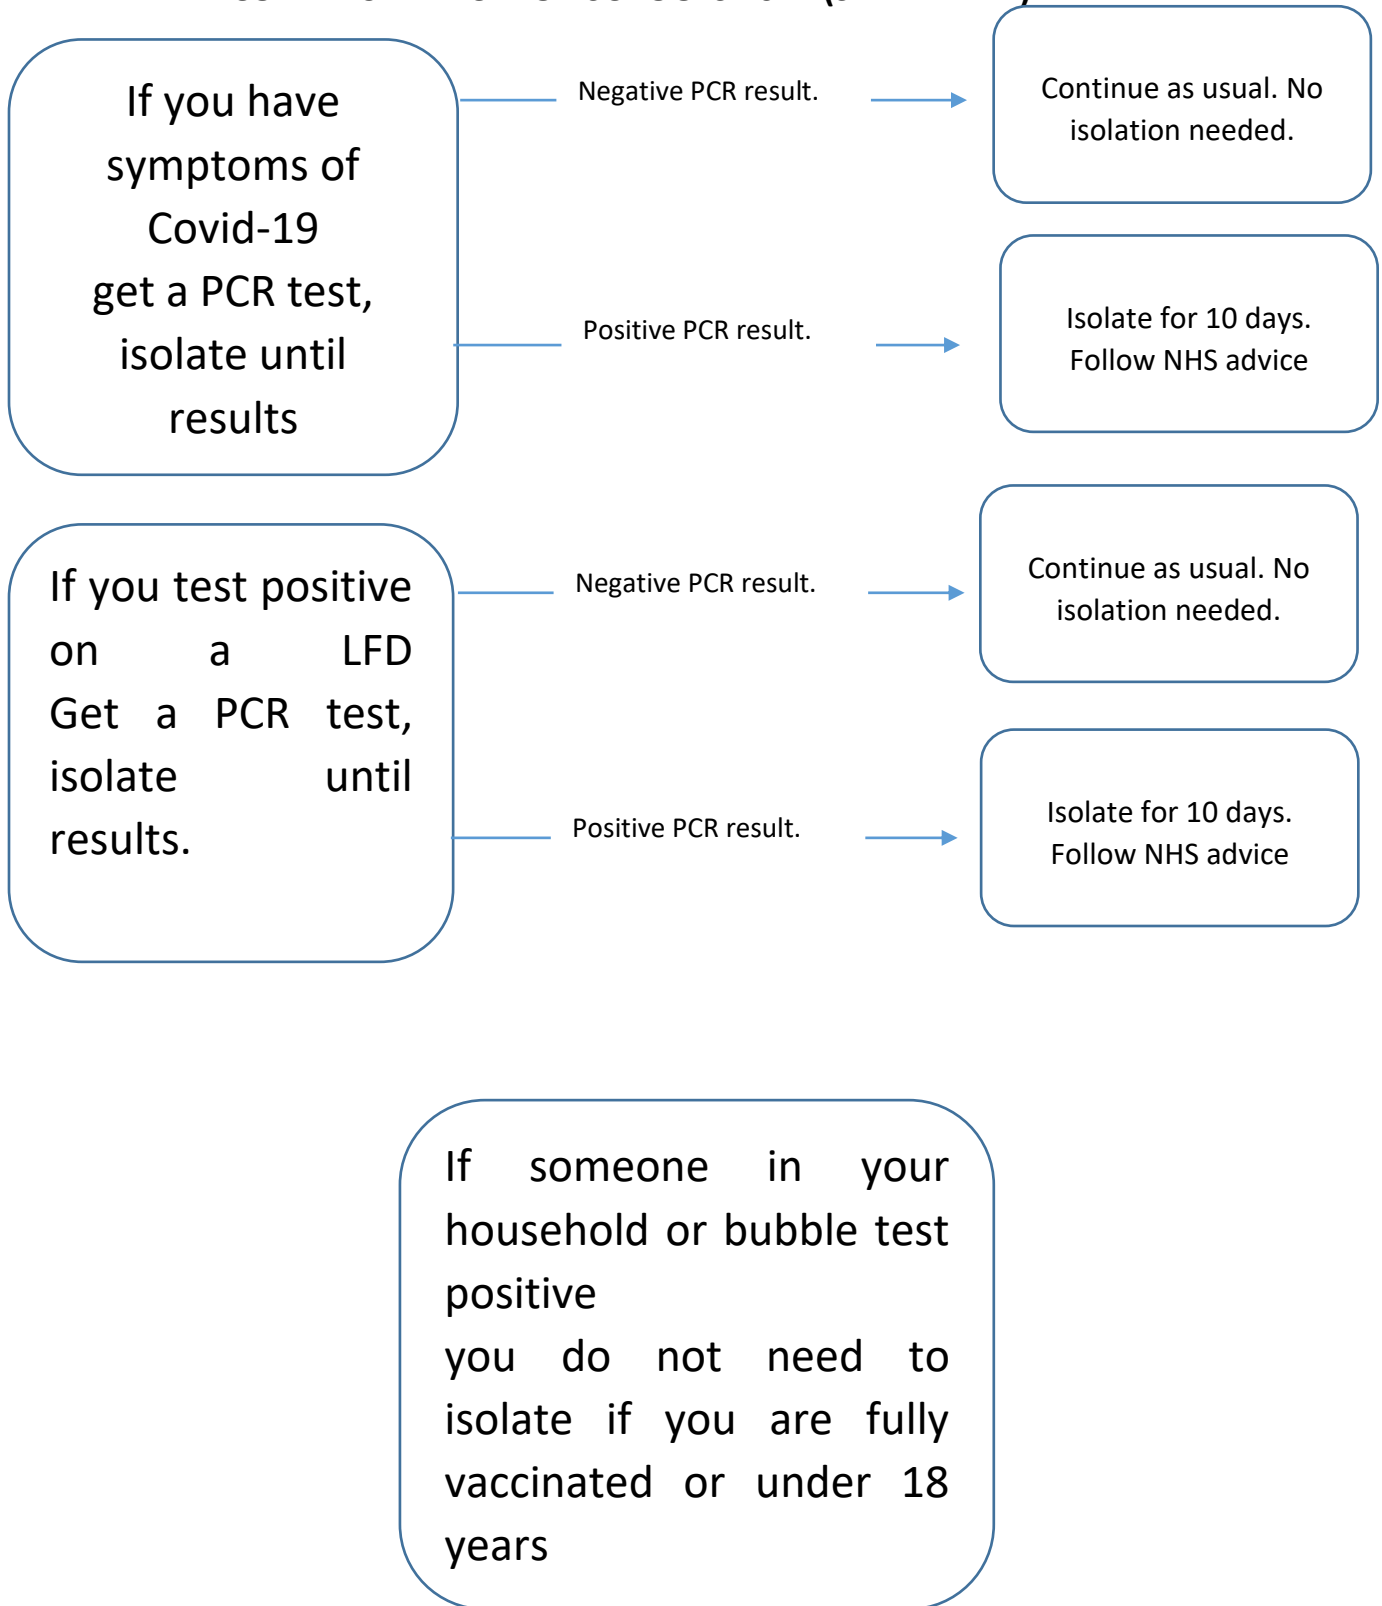 If you have
symptoms of
Covid-19
get a PCR test,
isolate until
results
Negative PCR result.
Continue as usual. No
isolation needed.
Positive PCR result.
Isolate for 10 days.
Follow NHS advice
If you test positive
on a LFD
Get a PCR test,
isolate until
results.
Negative PCR result.
Continue as usual. No
isolation needed.
Positive PCR result.
Isolate for 10 days.
Follow NHS advice
If someone in your
household or bubble test
positive
you do not need to
isolate if you are fully
vaccinated or under 18
years